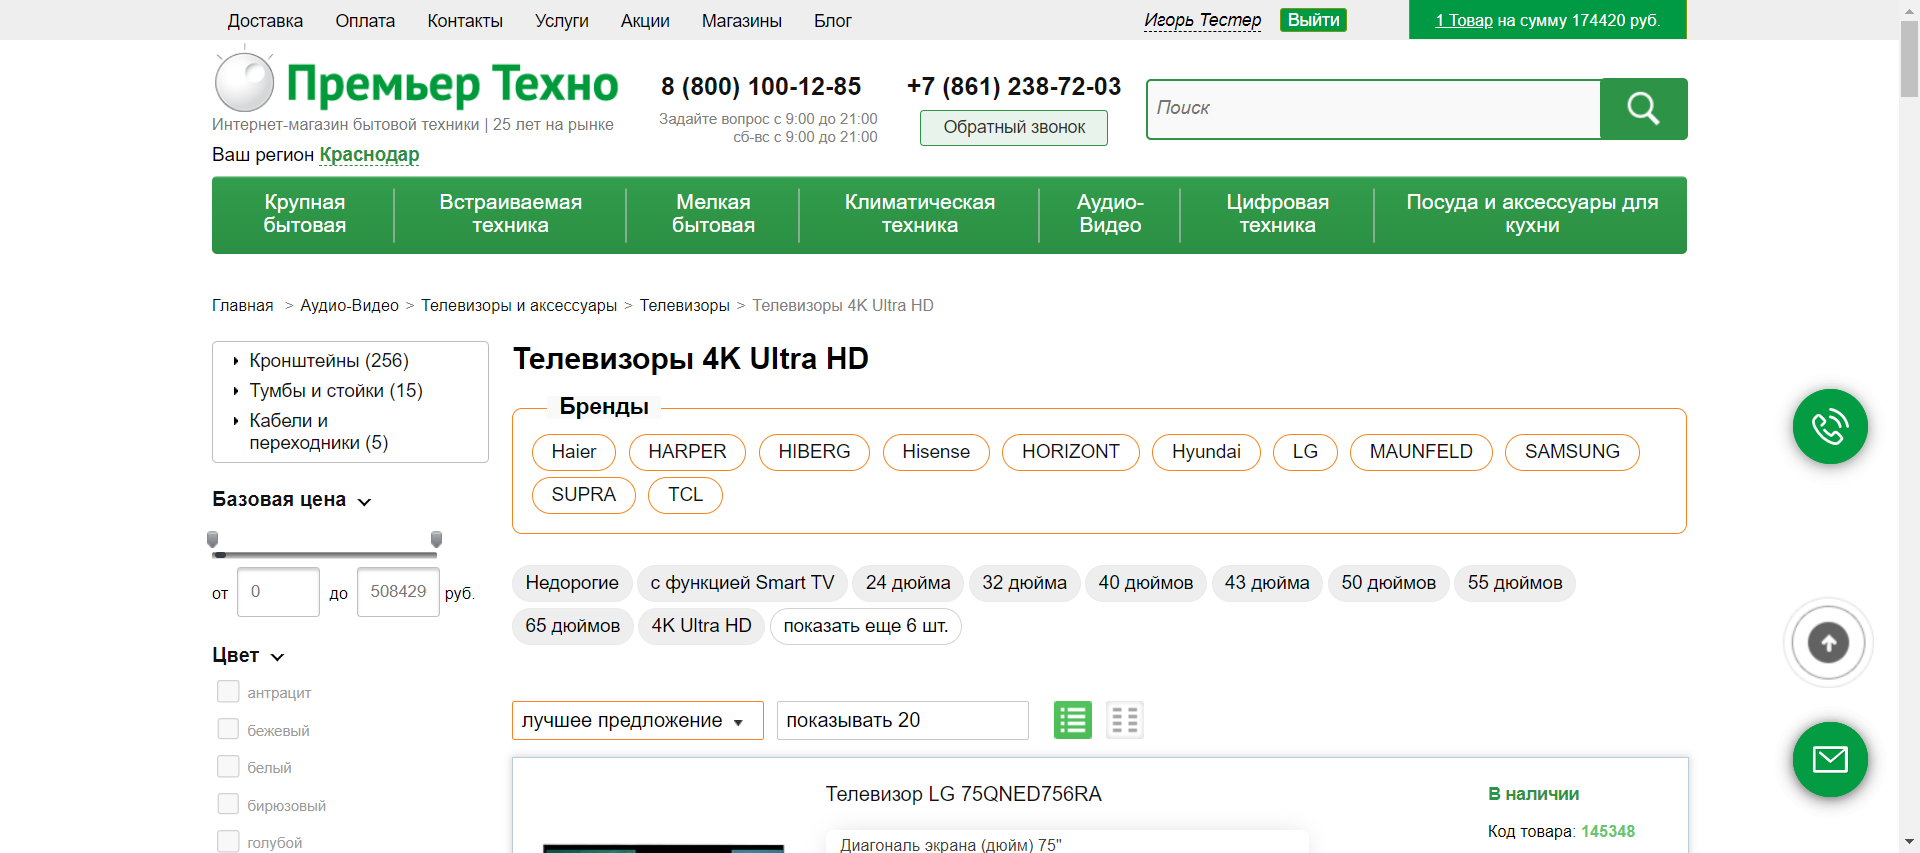 Доставка Оплата Контакты Услуги Акции Магазины Блог Игорь Тестер Выйти 1 Товар на сумму 174420 руб.
Премьер Техно
Интернет-магазин бытовой техники | 25 лет на рынке
Ваш регион Краснодар
8 (800) 100-12-85
Задайте вопрос с 9:00 до 21:00
сб-вс с 9:00 до 21:00
+7 (861) 238-72-03
Обратный звонок
Поиск
Крупная
бытовая
Встраиваемая
техника
Мелкая
бытовая
Климатическая
техника
Аудио-
Видео
Цифровая
техника
Посуда и аксессуары для
кухни
Главная > Аудио-Видео > Телевизоры и аксессуары > Телевизоры > Телевизоры 4K Ultra HD
Кронштейны (256)
Тумбы и стойки (15)
Кабели и
переходники (5)
Базовая цена
от 0 до 508429 руб.
Цвет
антрацит
бежевый
белый
бирюзовый
голубой
Телевизоры 4K Ultra HD
Бренды
Haier HARPER HIBERG Hisense HORIZONT Hyundai LG MAUNFELD SAMSUNG
SUPRA TCL
Недорогие с функцией Smart TV 24 дюйма 32 дюйма 40 дюймов 43 дюйма 50 дюймов 55 дюймов
65 дюймов 4K Ultra HD показать еще 6 шт.
лучшее предложение показывать 20
Телевизор LG 75QNED756RA
Диагональ экрана (дюйм) 75"
В наличии
Код товара: 145348